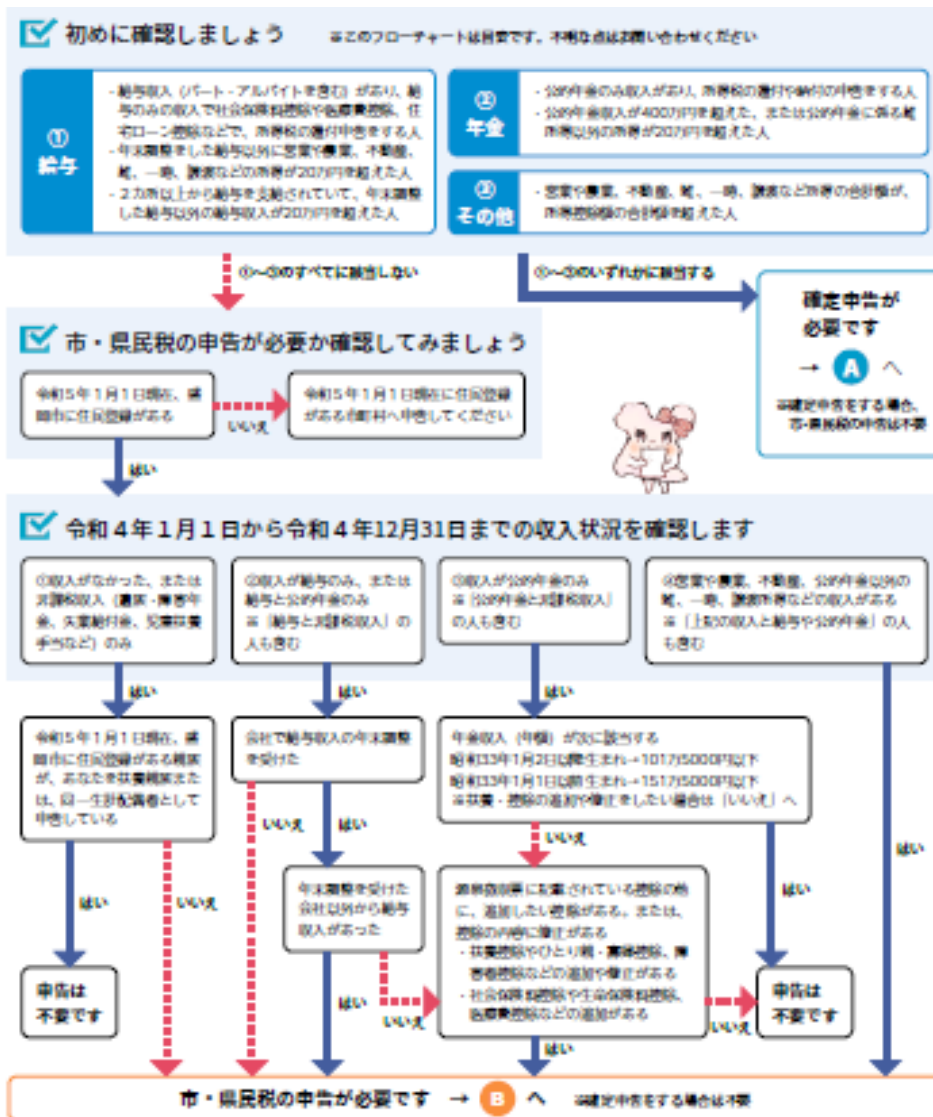 初めに確認しましょう
※このフローチャートは目安です。不明な点はお問い合わせください
①
給与
・給与収入（パート・アルバイトを含む）があり、給
与のみの収入で社会保険料控除や医療費控除、住
宅ローン控除などで、所得税の還付申告をする人
・年末調整をした給与以外に営業や農業、不動産、
雑、一時、譲渡などの所得が20万円を超えた人
・２カ所以上から給与を支給されていて、年末調整
した給与以外の給与収入が20万円を超えた人
②
年金
・公的年金のみ収入があり、所得税の還付や納付の申告をする人
・公的年金収入が400万円を超えた、または公的年金に係る雑
所得以外の所得が20万円を超えた人
③
その他
・営業や農業、不動産、雑、一時、譲渡など所得の合計額が、
所得控除額の合計額を超えた人
①～③のすべてに該当しない
①～③のいずれかに該当する
確定申告が
必要です
→ A へ
※確定申告をする場合、
市・県民税の申告は不要
市・県民税の申告が必要か確認してみましょう
令和５年１月１日現在、盛
岡市に住民登録がある
いいえ
令和５年１月１日現在に住民登録
がある市町村へ申告してください
はい
令和４年１月１日から令和４年12月31日までの収入状況を確認します
①収入がなかった、または
非課税収入（遺族・障害年
金、失業給付金、児童扶養
手当など）のみ
②収入が給与のみ、または
給与と公的年金のみ
※「給与と非課税収入」の
人も含む
③収入が公的年金のみ
※「公的年金と非課税収入」
の人も含む
④営業や農業、不動産、公的年金以外の
雑、一時、譲渡所得などの収入がある
※「上記の収入と給与や公的年金」の人
も含む
はい
はい
はい
令和５年１月１日現在、盛
岡市に住民登録がある親族
が、あなたを扶養親族また
は、同一生計配偶者として
申告している
会社で給与収入の年末調整
を受けた
年金収入（年額）が次に該当する
昭和33年1月2日以降生まれ→101万5000円以下
昭和33年1月1日以前生まれ→151万5000円以下
※扶養・控除の追加や修正をしたい場合は「いいえ」へ
いいえ
はい
いいえ
はい
はい
はい
いいえ
年末調整を受けた
会社以外から給与
収入があった
源泉徴収票に記載されている控除の他
に、追加したい控除がある。または、
控除の内容に修正がある
・扶養控除やひとり親・寡婦控除、障
害者控除などの追加や修正がある
・社会保険料控除や生命保険料控除、
医療費控除などの追加がある
申告は
不要です
はい
いいえ
いいえ
申告は
不要です
はい
市・県民税の申告が必要です → B へ ※確定申告をする場合は不要